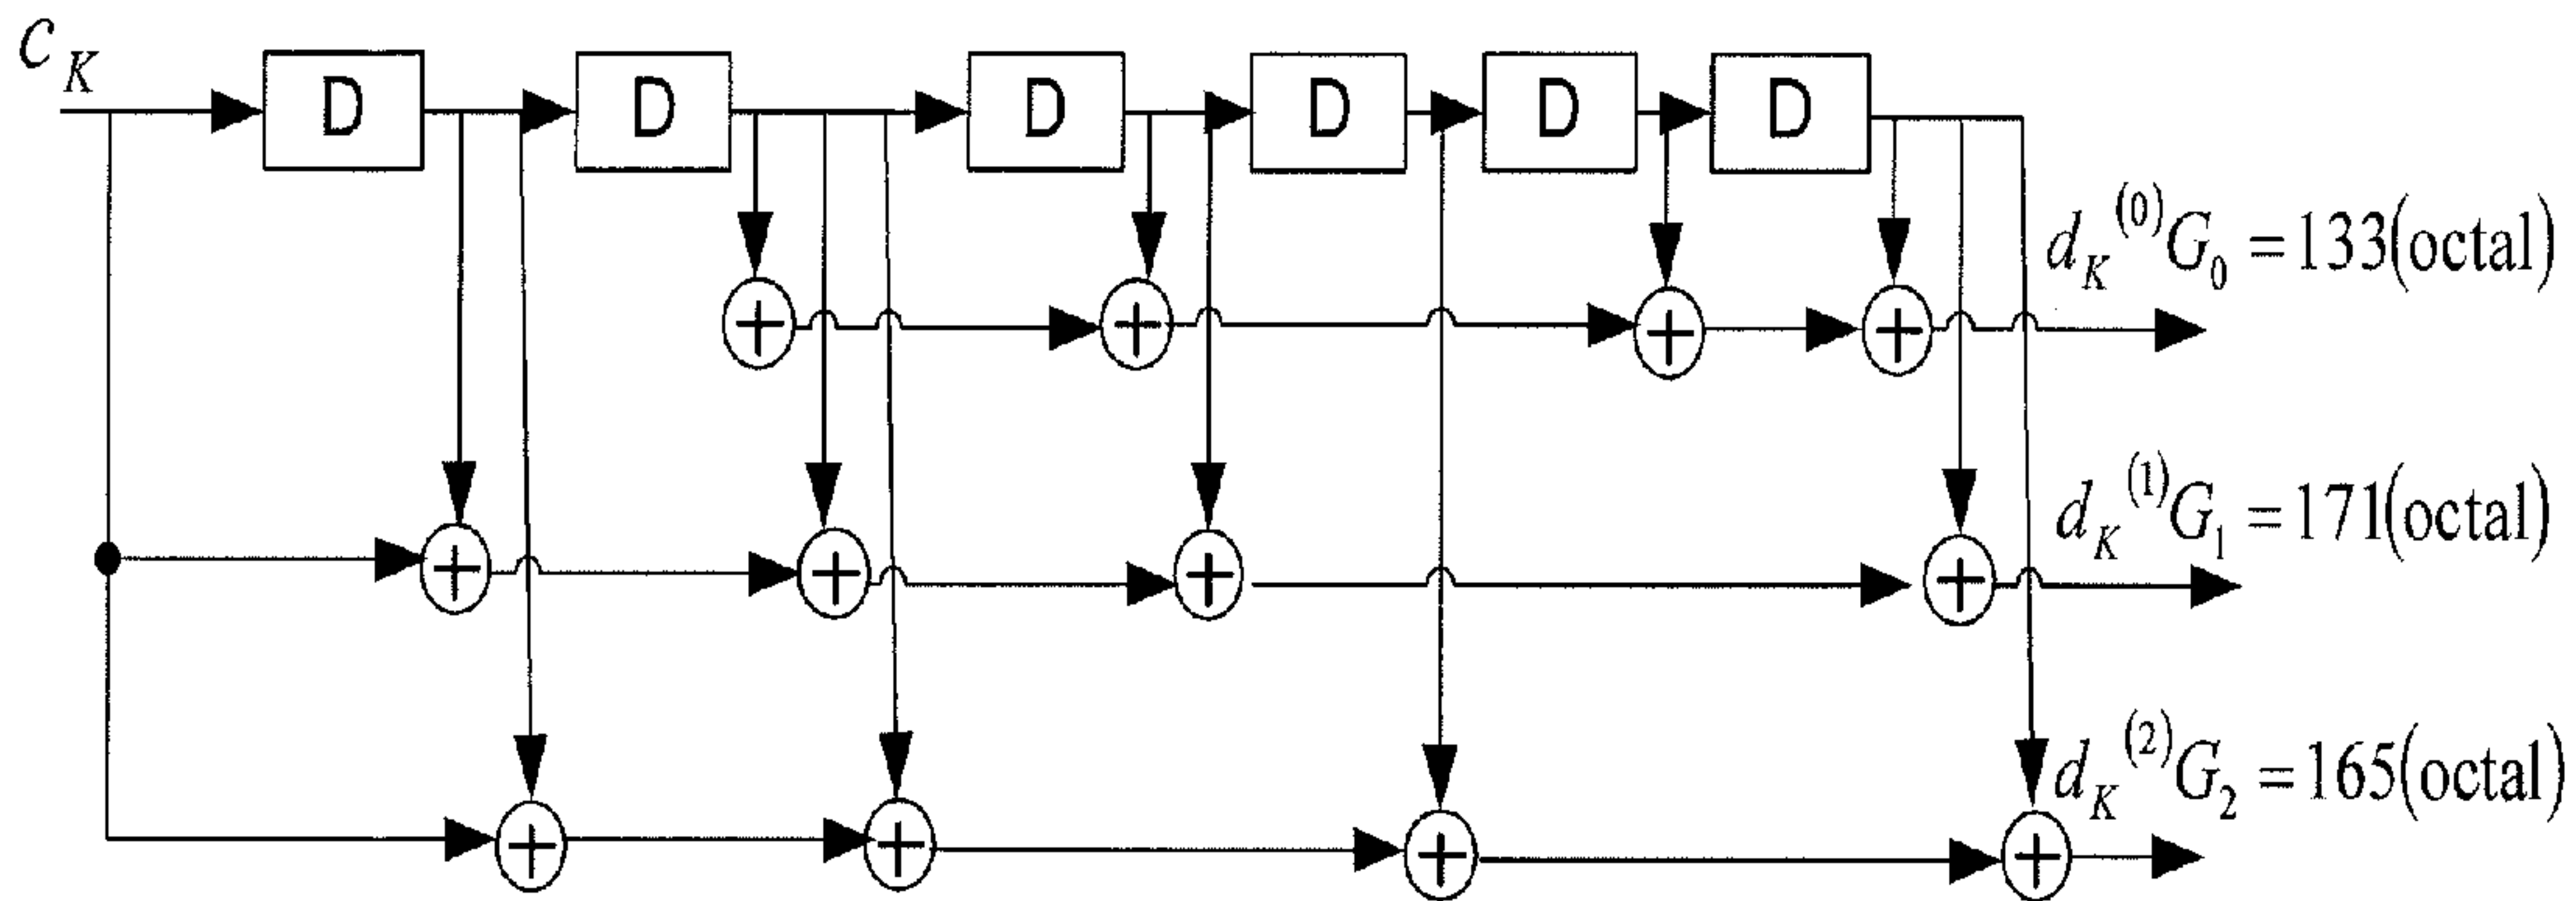 c_K
D D D D D D
d_K^(0) G_0 = 133(octal)
d_K^(1) G_1 = 171(octal)
d_K^(2) G_2 = 165(octal)